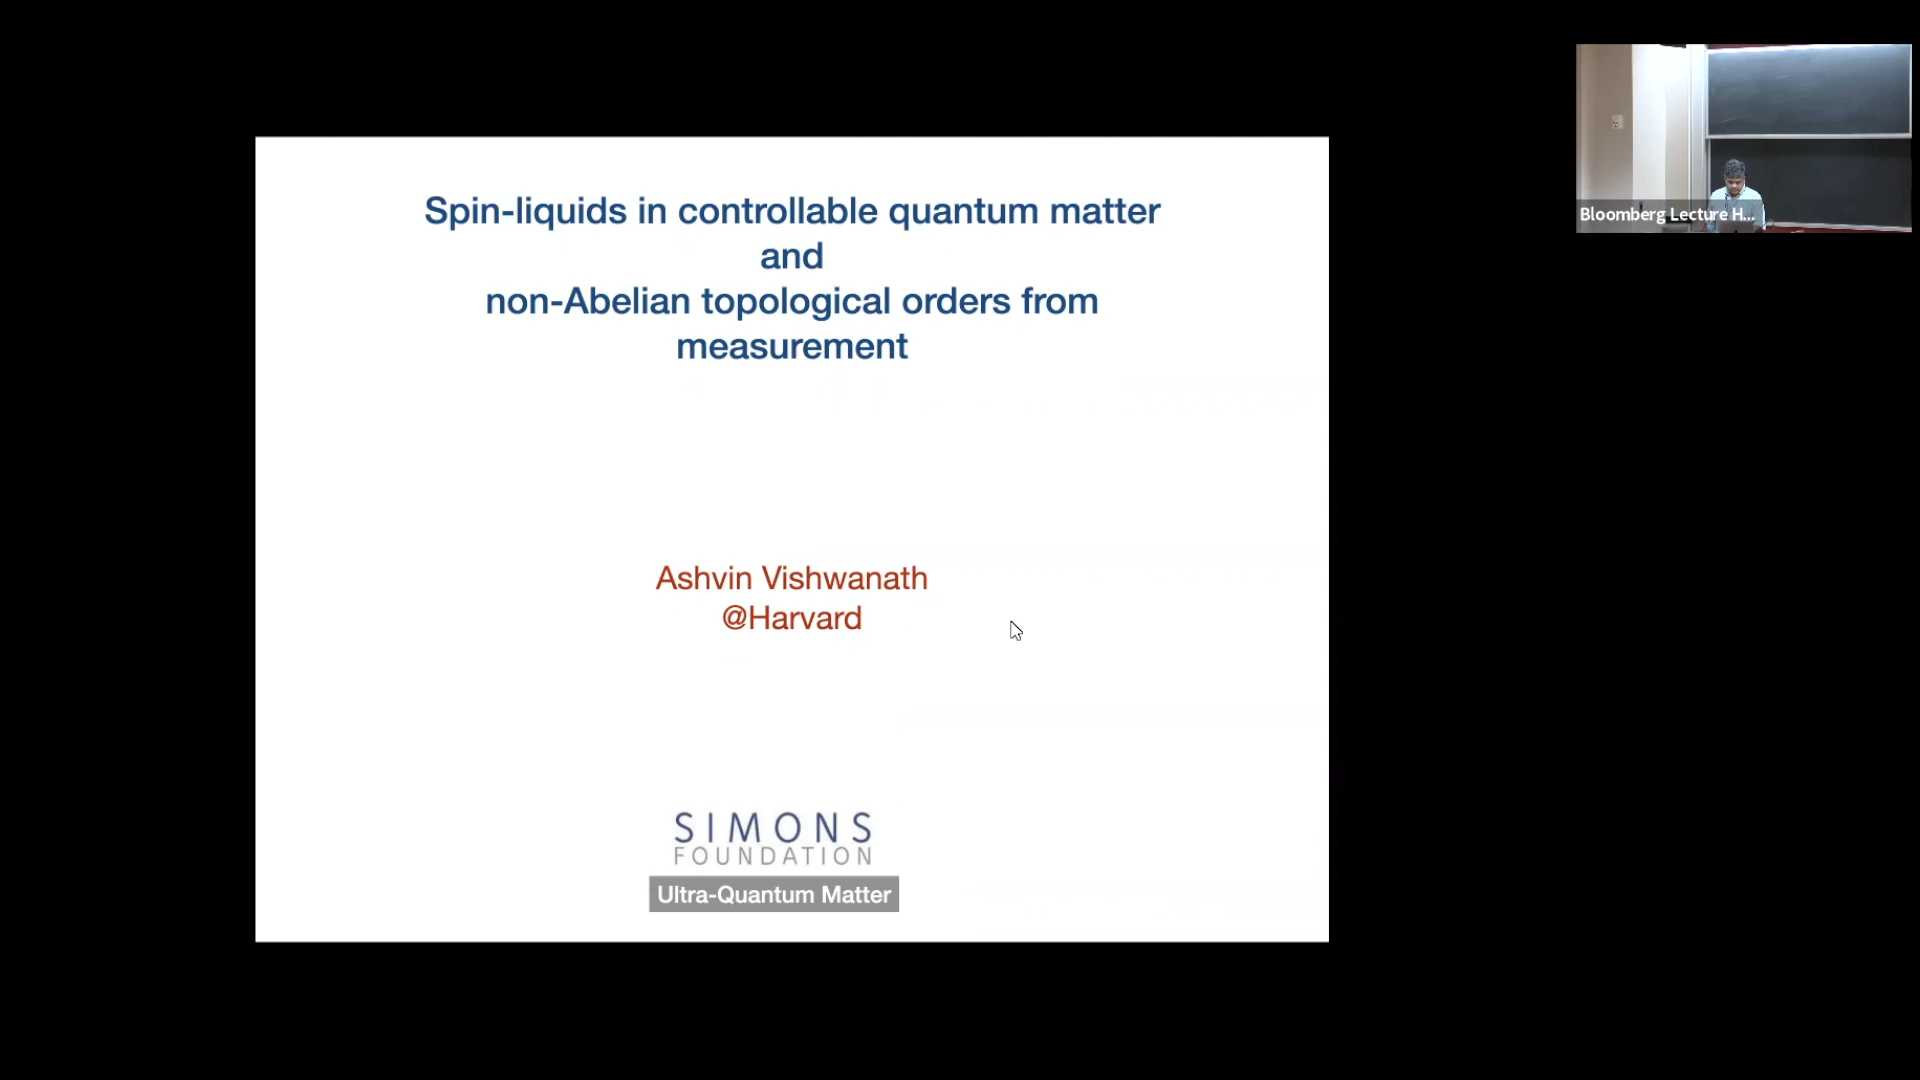 Spin-liquids in controllable quantum matter
and
non-Abelian topological orders from
measurement
Ashvin Vishwanath
@Harvard
SIMONS
FOUNDATION
Ultra-Quantum Matter
Bloomberg Lecture H...